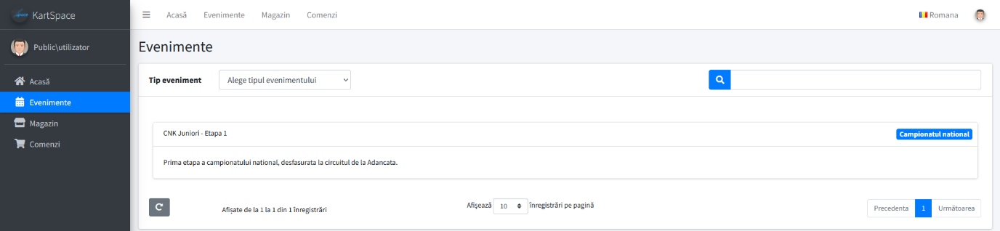 KartSpace
Acasă Evenimente Magazin Comenzi
Romana
Public\utilizator
Acasă
Evenimente
Magazin
Comenzi
Evenimente
Tip eveniment Alege tipul evenimentului
CNK Juniori - Etapa 1 Campionatul national
Prima etapa a campionatului national, desfasurata la circuitul de la Adancata.
Afișate de la 1 la 1 din 1 înregistrări Afișează 10 înregistrări pe pagină Precedenta 1 Următoarea